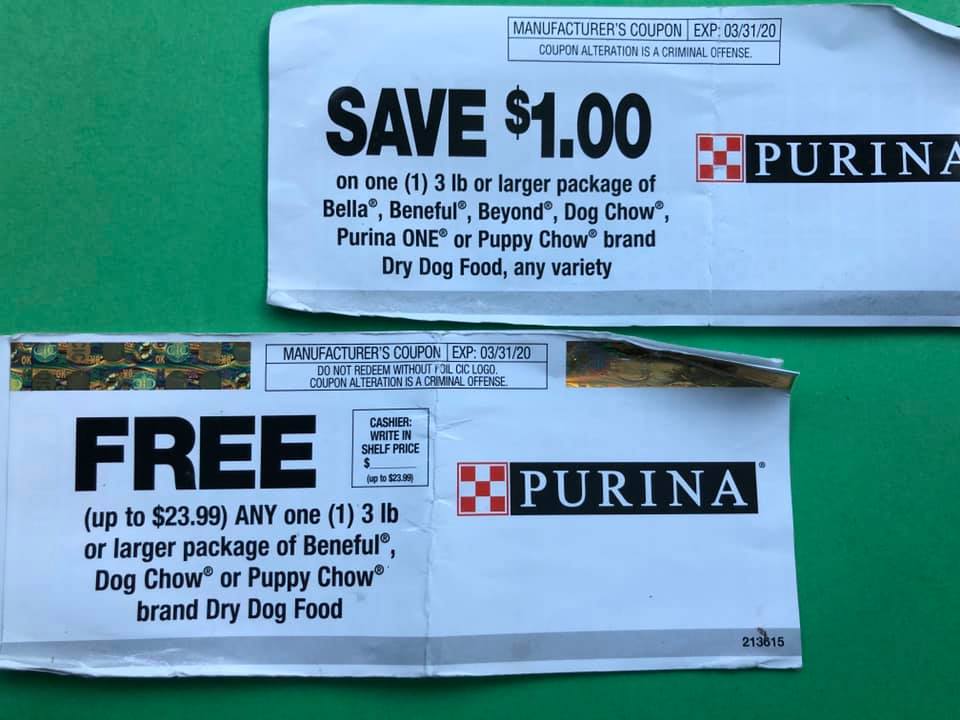 MANUFACTURER'S COUPON EXP: 03/31/20
COUPON ALTERATION IS A CRIMINAL OFFENSE.
SAVE $1.00
on one (1) 3 lb or larger package of
Bella®, Beneful®, Beyond®, Dog Chow®,
Purina ONE® or Puppy Chow® brand
Dry Dog Food, any variety
PURINA
MANUFACTURER'S COUPON EXP: 03/31/20
DO NOT REDEEM WITHOUT FOIL CIC LOGO.
COUPON ALTERATION IS A CRIMINAL OFFENSE.
FREE
CASHIER:
WRITE IN
SHELF PRICE
$
(up to $23.99)
(up to $23.99) ANY one (1) 3 lb
or larger package of Beneful®,
Dog Chow® or Puppy Chow®
brand Dry Dog Food
PURINA®
213615